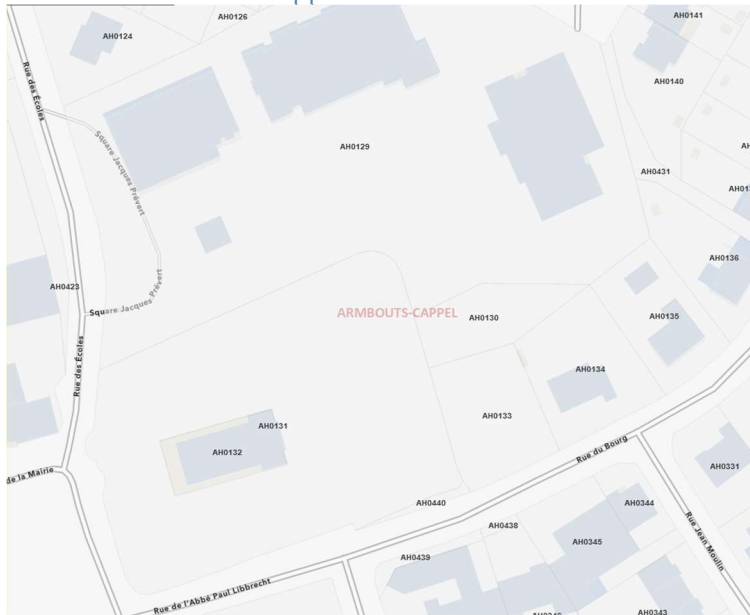 AH0141
AH0126
AH0124
Rue des Écoles
AH0140
Square Jacques Prévert
AH0129
AH0431
AH0136
AH0423
Square Jacques Prévert
ARMBOUTS-CAPPEL
AH0130
AH0135
Rue des Écoles
AH0134
AH0133
AH0131
AH0132
Rue du Bourg
de la Mairie
AH0331
AH0440
AH0344
AH0438
Rue Jean Moulin
AH0345
AH0439
Rue de l'Abbé Paul Libbrecht
AH0343